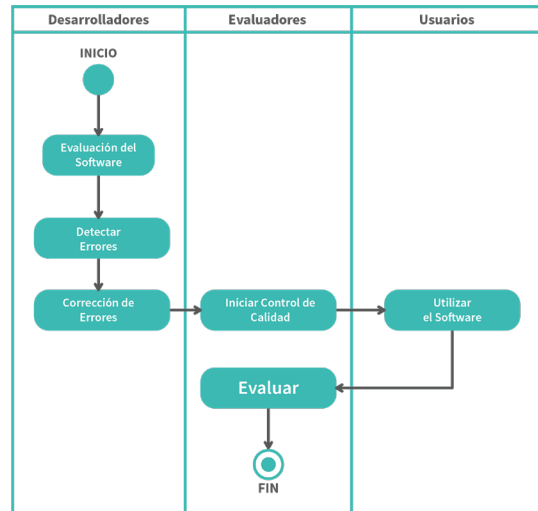 Desarrolladores
Evaluadores
Usuarios
INICIO
Evaluación del
Software
Detectar
Errores
Corrección de
Errores
Iniciar Control de
Calidad
Utilizar
el Software
Evaluar
FIN